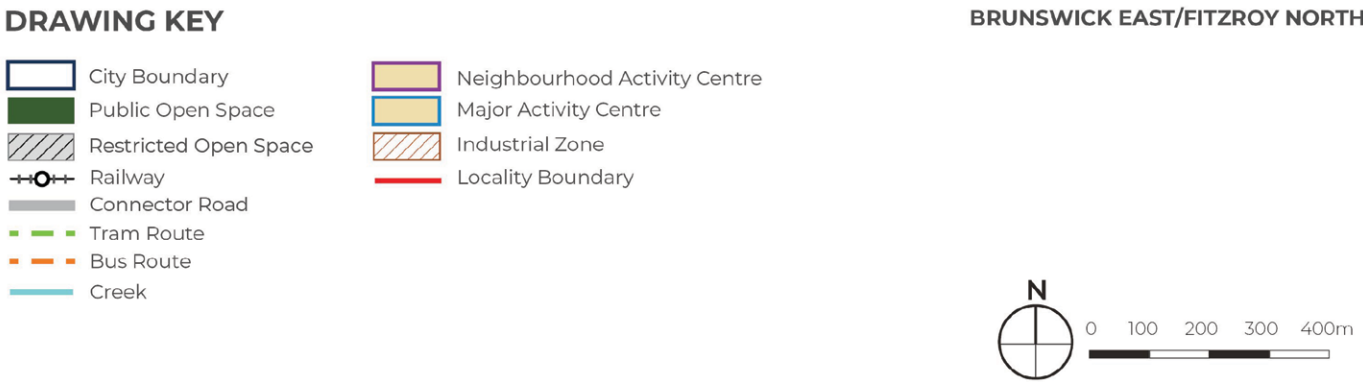 DRAWING KEY
BRUNSWICK EAST/FITZROY NORTH
City Boundary
Public Open Space
Restricted Open Space
Railway
Connector Road
Tram Route
Bus Route
Creek
Neighbourhood Activity Centre
Major Activity Centre
Industrial Zone
Locality Boundary
N
0 100 200 300 400m